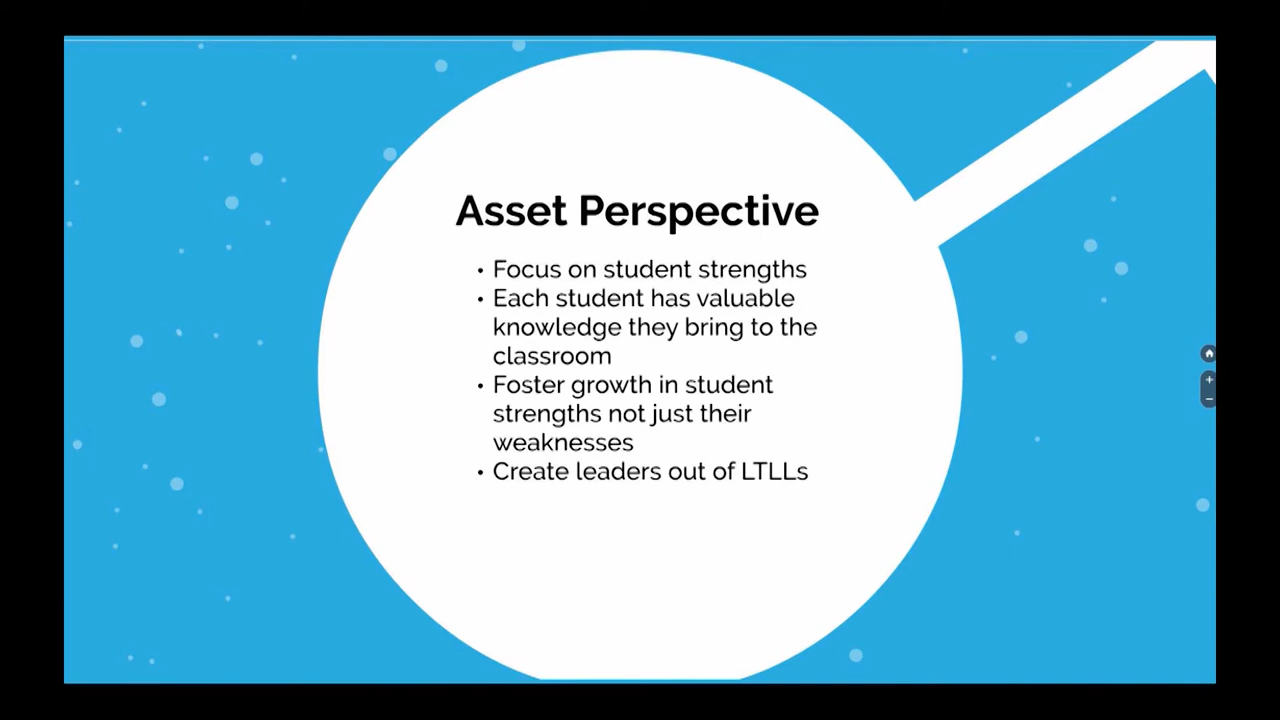 Asset Perspective
• Focus on student strengths
• Each student has valuable
knowledge they bring to the
classroom
• Foster growth in student
strengths not just their
weaknesses
• Create leaders out of LTLLs